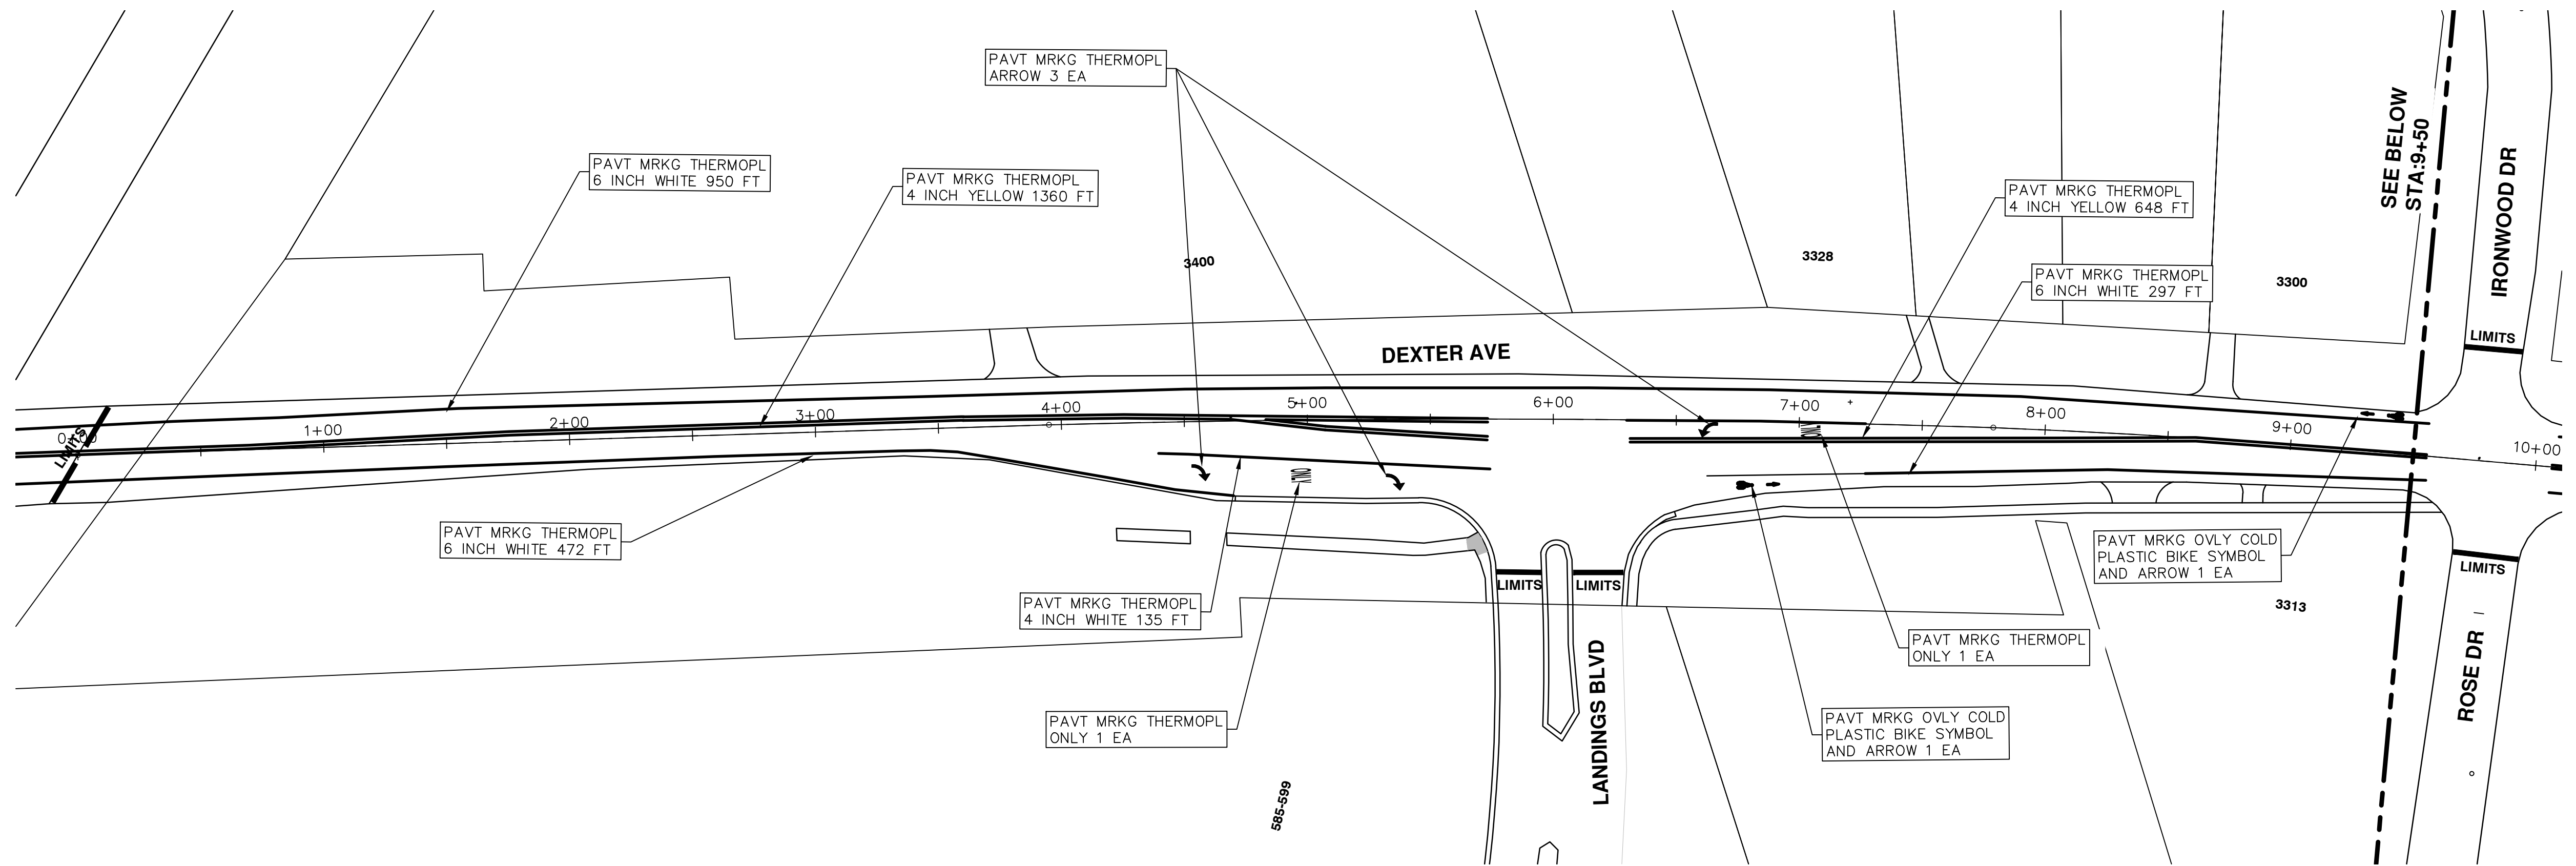 PAVT MRKG THERMOPL
ARROW 3 EA
PAVT MRKG THERMOPL
6 INCH WHITE 950 FT
PAVT MRKG THERMOPL
4 INCH YELLOW 1360 FT
PAVT MRKG THERMOPL
4 INCH YELLOW 648 FT
PAVT MRKG THERMOPL
6 INCH WHITE 297 FT
SEE BELOW
STA:9+50
IRONWOOD DR
3400
3328
3300
LIMITS
DEXTER AVE
LIMITS
0+00
1+00
2+00
3+00
4+00
5+00
6+00
7+00
8+00
9+00
10+00
ONLY
ONLY
PAVT MRKG THERMOPL
6 INCH WHITE 472 FT
PAVT MRKG THERMOPL
4 INCH WHITE 135 FT
PAVT MRKG THERMOPL
ONLY 1 EA
LIMITS
LIMITS
LANDINGS BLVD
585-599
PAVT MRKG OVLY COLD
PLASTIC BIKE SYMBOL
AND ARROW 1 EA
PAVT MRKG THERMOPL
ONLY 1 EA
PAVT MRKG OVLY COLD
PLASTIC BIKE SYMBOL
AND ARROW 1 EA
LIMITS
3313
ROSE DR